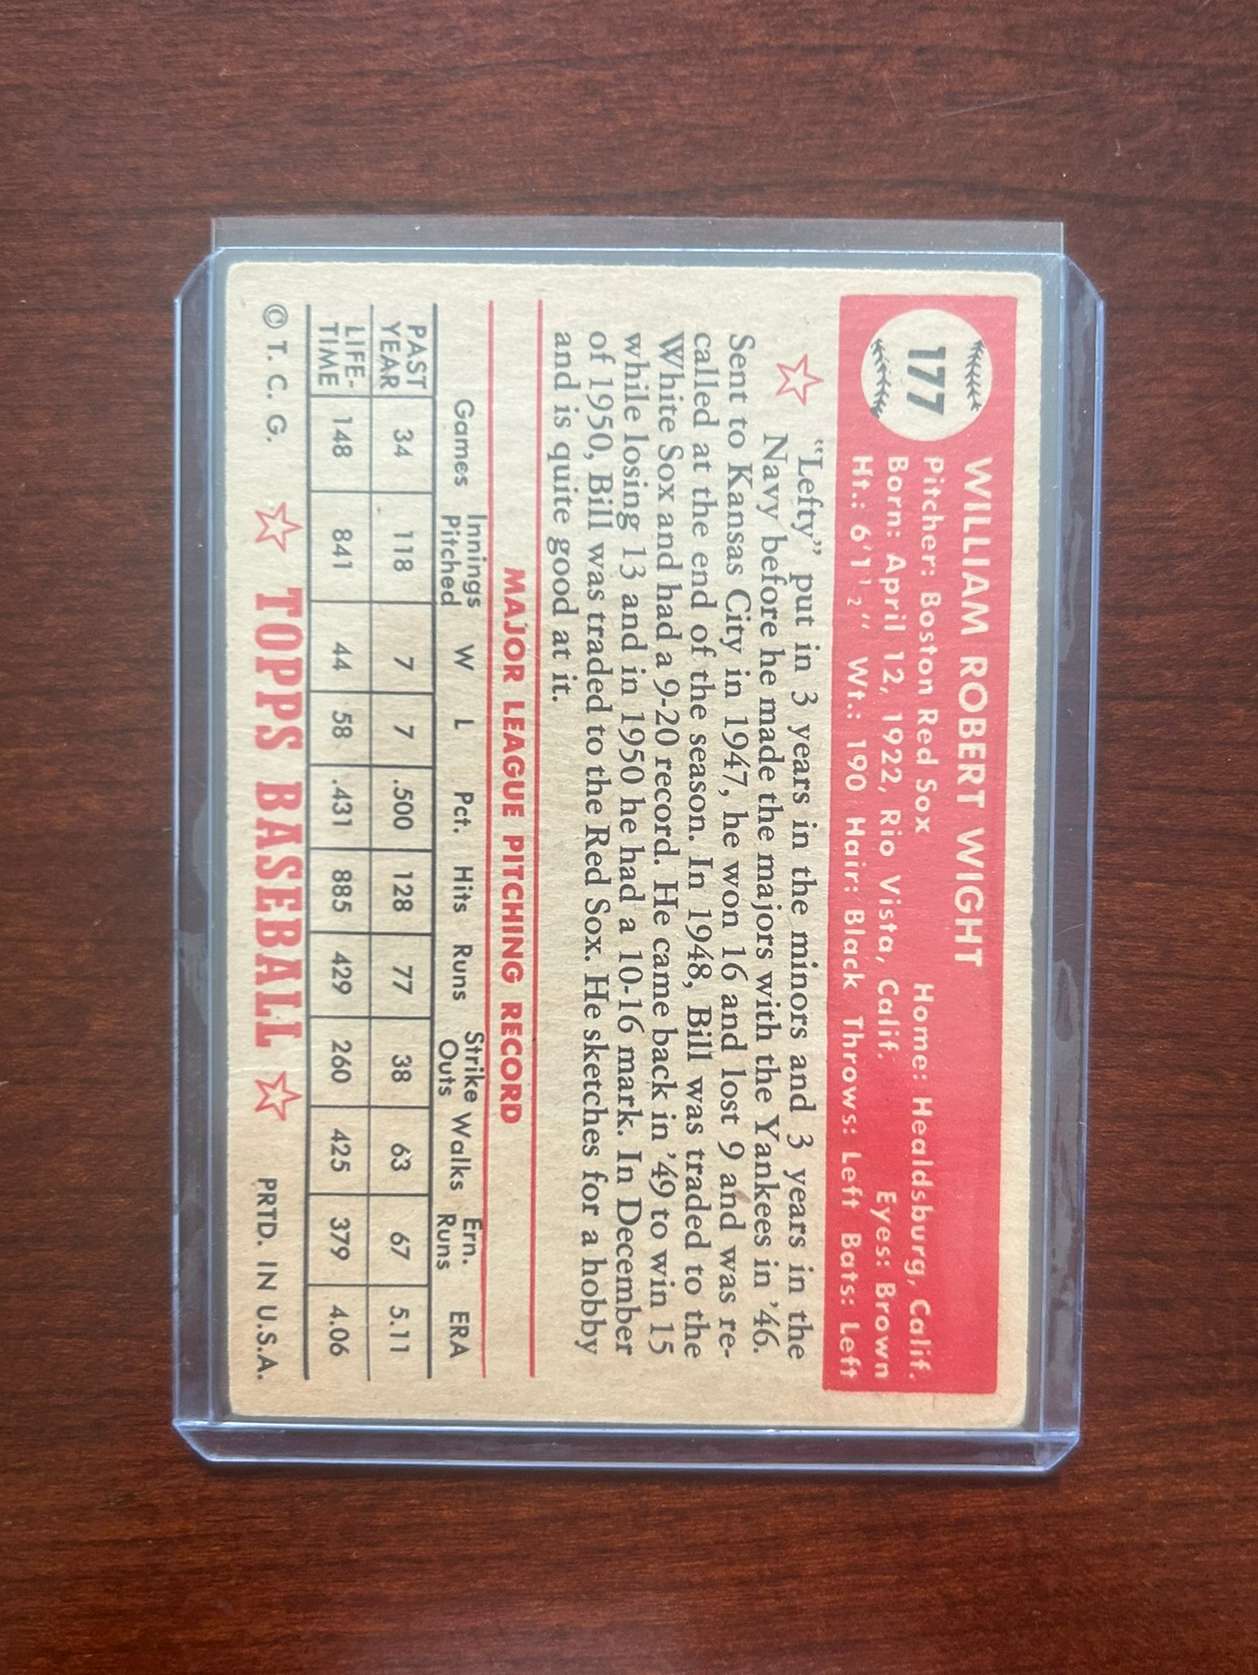 177
WILLIAM ROBERT WIGHT
Pitcher: Boston Red Sox Home: Healdsburg, Calif.
Born: April 12, 1922, Rio Vista, Calif. Eyes: Brown
Ht.: 6'1½" Wt.: 190 Hair: Black Throws: Left Bats: Left
"Lefty" put in 3 years in the minors and 3 years in the
Navy before he made the majors with the Yankees in '46.
Sent to Kansas City in 1947, he won 16 and lost 9 and was re-
called at the end of the season. In 1948, Bill was traded to the
White Sox and had a 9-20 record. He came back in '49 to win 15
while losing 13 and in 1950 he had a 10-16 mark. In December
of 1950, Bill was traded to the Red Sox. He sketches for a hobby
and is quite good at it.
MAJOR LEAGUE PITCHING RECORD
Games Innings Pitched W L Pct. Hits Runs Strike Outs Walks Ern. Runs ERA
PAST YEAR 34 118 7 7 .500 128 77 38 63 67 5.11
LIFE-TIME 148 841 44 58 .431 885 429 260 425 379 4.06
© T. C. G. TOPPS BASEBALL PRTD. IN U.S.A.